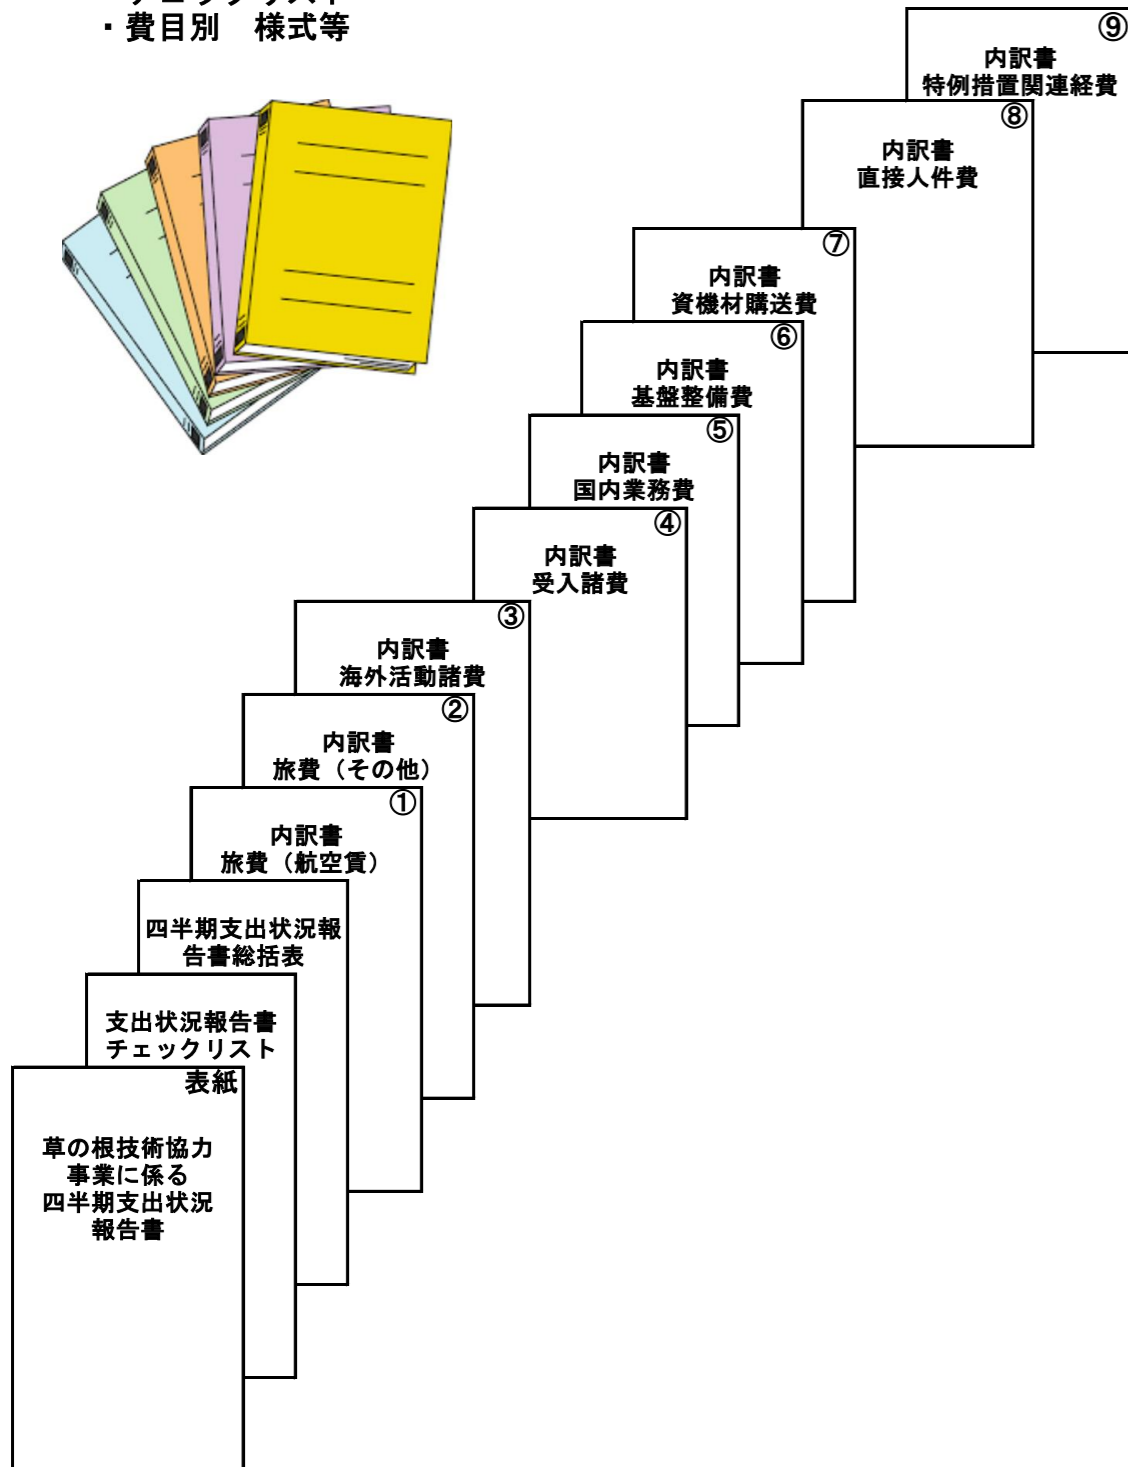 チェックリスト
・費目別　様式等
⑨
内訳書
特例措置関連経費
⑧
内訳書
直接人件費
⑦
内訳書
資機材購送費
⑥
内訳書
基盤整備費
⑤
内訳書
国内業務費
④
内訳書
受入諸費
③
内訳書
海外活動諸費
②
内訳書
旅費（その他）
①
内訳書
旅費（航空賃）
四半期支出状況報
告書総括表
支出状況報告書
チェックリスト
表紙
草の根技術協力
事業に係る
四半期支出状況
報告書